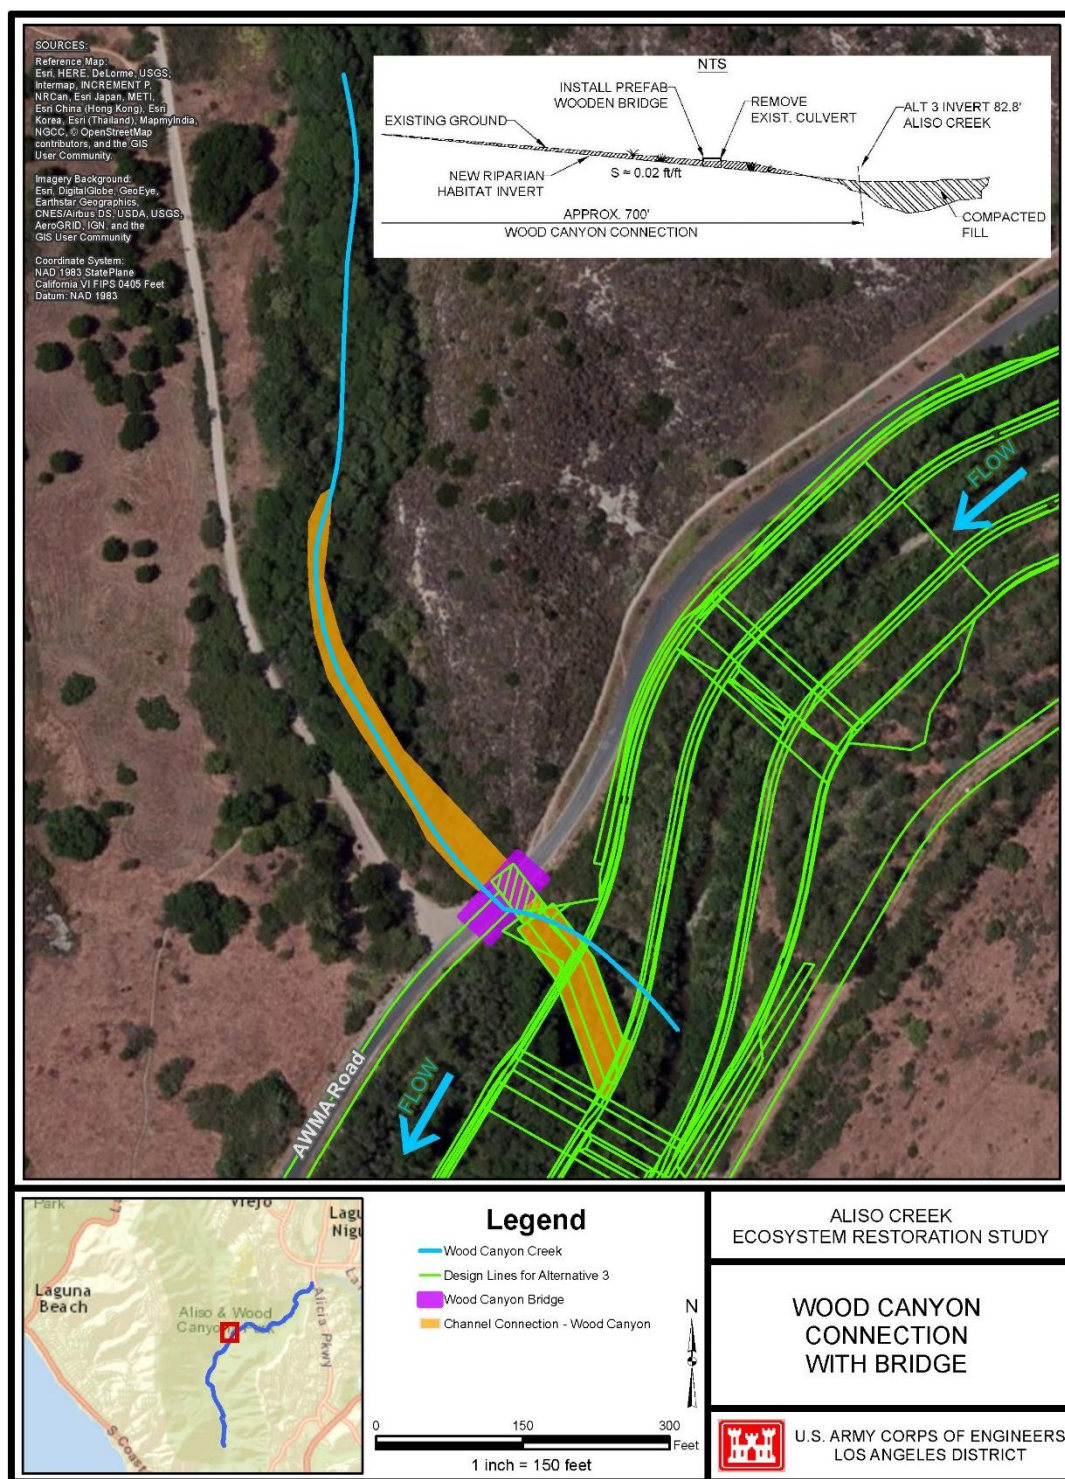 SOURCES:
Reference Map:
Esri, HERE, DeLorme, USGS,
Intermap, INCREMENT P,
NRCan, Esri Japan, METI,
Esri China (Hong Kong), Esri
Korea, Esri (Thailand), MapmyIndia,
NGCC, © OpenStreetMap
contributors, and the GIS
User Community.
Imagery Background:
Esri, DigitalGlobe, GeoEye,
Earthstar Geographics,
CNES/Airbus DS, USDA, USGS,
AeroGRID, IGN, and the
GIS User Community
Coordinate System:
NAD 1983 StatePlane
California VI FIPS 0405 Feet
Datum: NAD 1983
NTS
INSTALL PREFAB
WOODEN BRIDGE
REMOVE
EXIST. CULVERT
ALT 3 INVERT 82.8'
ALISO CREEK
EXISTING GROUND
NEW RIPARIAN
HABITAT INVERT
S ≈ 0.02 ft/ft
APPROX. 700'
WOOD CANYON CONNECTION
COMPACTED
FILL
FLOW
FLOW
AWMA Road
Park
Viejo
Lagu
Nigu
Laguna
Beach
Aliso & Wood
Alicia Pkwy
S Coast
Legend
Wood Canyon Creek
Design Lines for Alternative 3
Wood Canyon Bridge
Channel Connection - Wood Canyon
N
0 150 300
Feet
1 inch = 150 feet
ALISO CREEK
ECOSYSTEM RESTORATION STUDY
WOOD CANYON
CONNECTION
WITH BRIDGE
U.S. ARMY CORPS OF ENGINEERS
LOS ANGELES DISTRICT